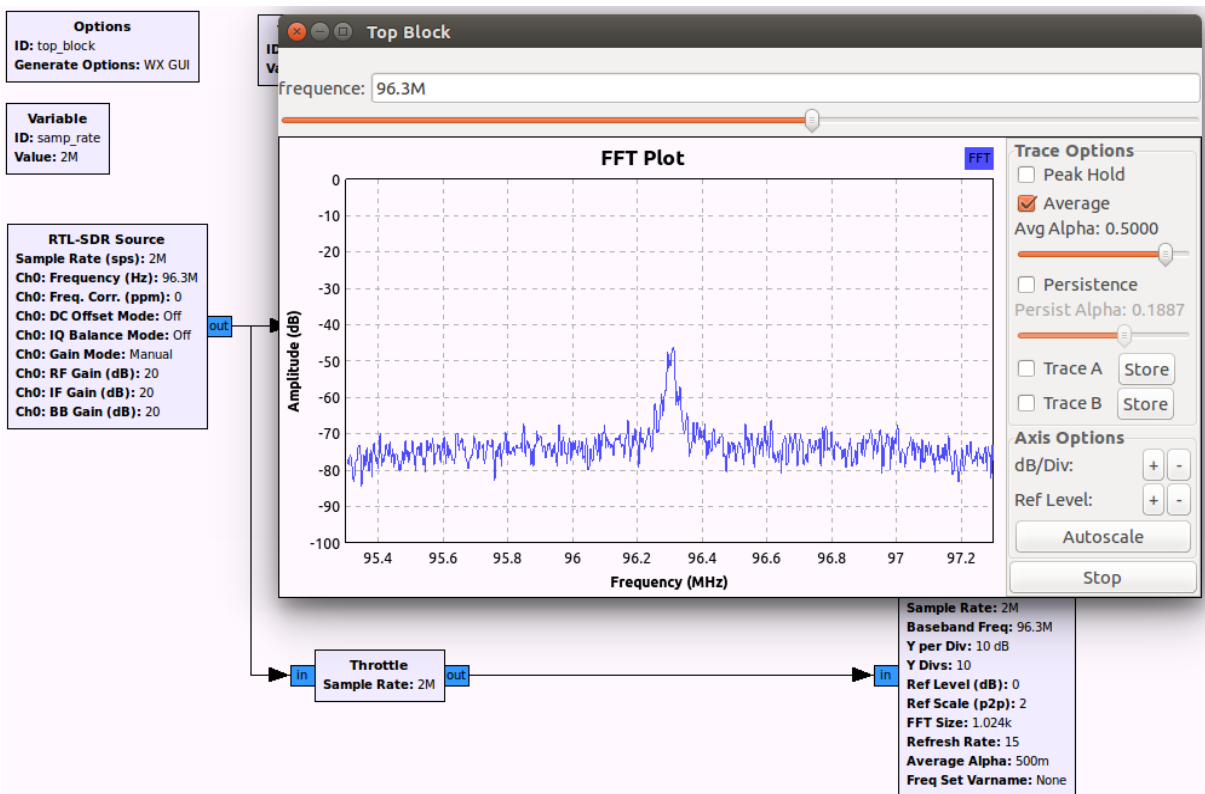 Options
ID: top_block
Generate Options: WX GUI
Variable
ID: samp_rate
Value: 2M
RTL-SDR Source
Sample Rate (sps): 2M
Ch0: Frequency (Hz): 96.3M
Ch0: Freq. Corr. (ppm): 0
Ch0: DC Offset Mode: Off
Ch0: IQ Balance Mode: Off
Ch0: Gain Mode: Manual
Ch0: RF Gain (dB): 20
Ch0: IF Gain (dB): 20
Ch0: BB Gain (dB): 20
out
Top Block
frequence: 96.3M
FFT Plot
FFT
Amplitude (dB)
0
-10
-20
-30
-40
-50
-60
-70
-80
-90
-100
95.4 95.6 95.8 96 96.2 96.4 96.6 96.8 97 97.2
Frequency (MHz)
Trace Options
Peak Hold
Average
Avg Alpha: 0.5000
Persistence
Persist Alpha: 0.1887
Trace A Store
Trace B Store
Axis Options
dB/Div: + -
Ref Level: + -
Autoscale
Stop
in
Throttle
Sample Rate: 2M
out
in
Sample Rate: 2M
Baseband Freq: 96.3M
Y per Div: 10 dB
Y Divs: 10
Ref Level (dB): 0
Ref Scale (p2p): 2
FFT Size: 1.024k
Refresh Rate: 15
Average Alpha: 500m
Freq Set Varname: None